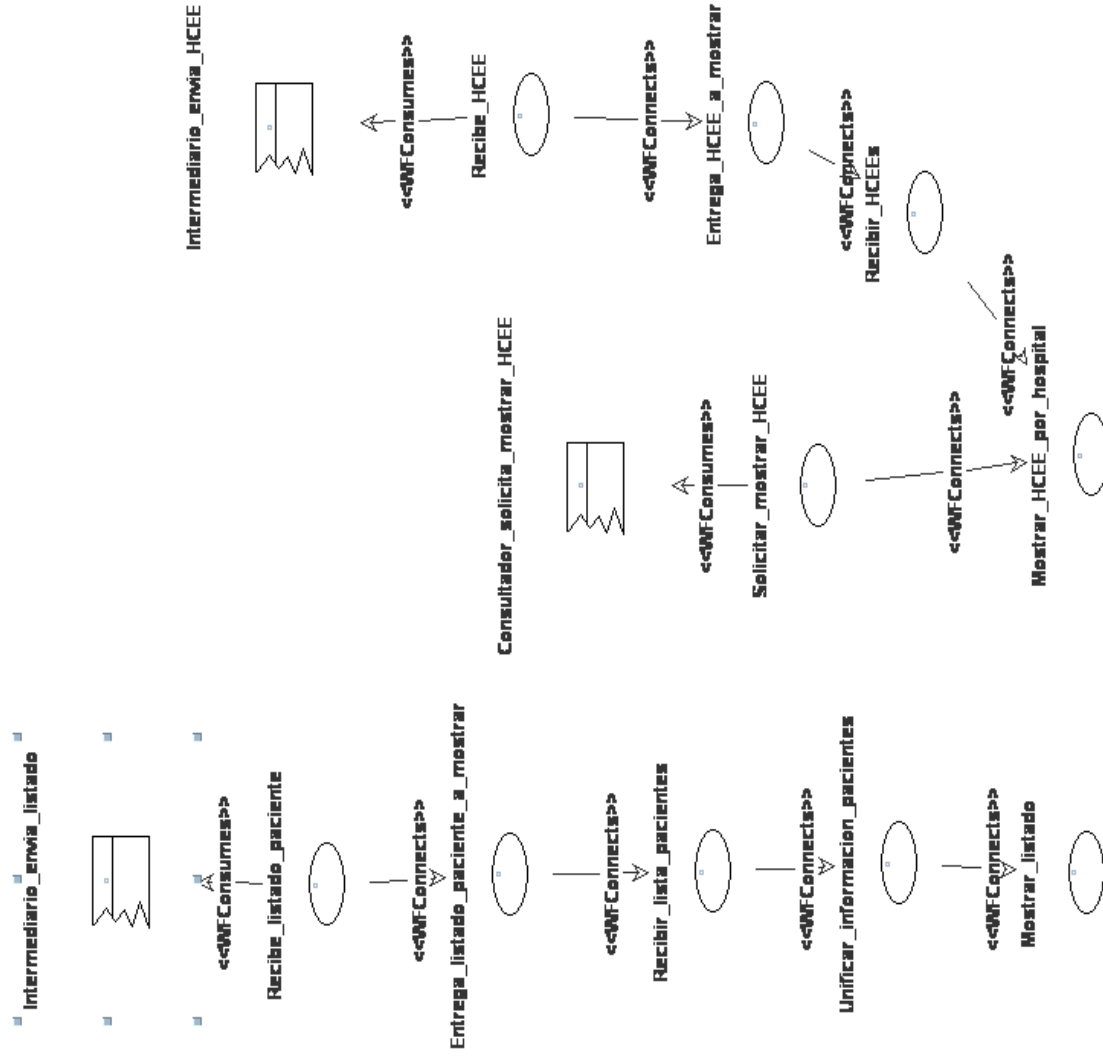 Intermediario_envia_listado
<<WFConsumes>>
Recibe_listado_paciente
<<WFConnects>>
Entrega_listado_paciente_a_mostrar
<<WFConnects>>
Recibir_lista_pacientes
<<WFConnects>>
Unificar_informacion_pacientes
<<WFConnects>>
Mostrar_listado
Consultador_solicita_mostrar_HCEE
<<WFConsumes>>
Solicitar_mostrar_HCEE
<<WFConnects>>
Mostrar_HCEE_por_hospital
Intermediario_envia_HCEE
<<WFConsumes>>
Recibe_HCEE
<<WFConnects>>
Entrega_HCEE_a_mostrar
<<WFConnects>>
Recibir_HCEEs
<<WFConnects>>